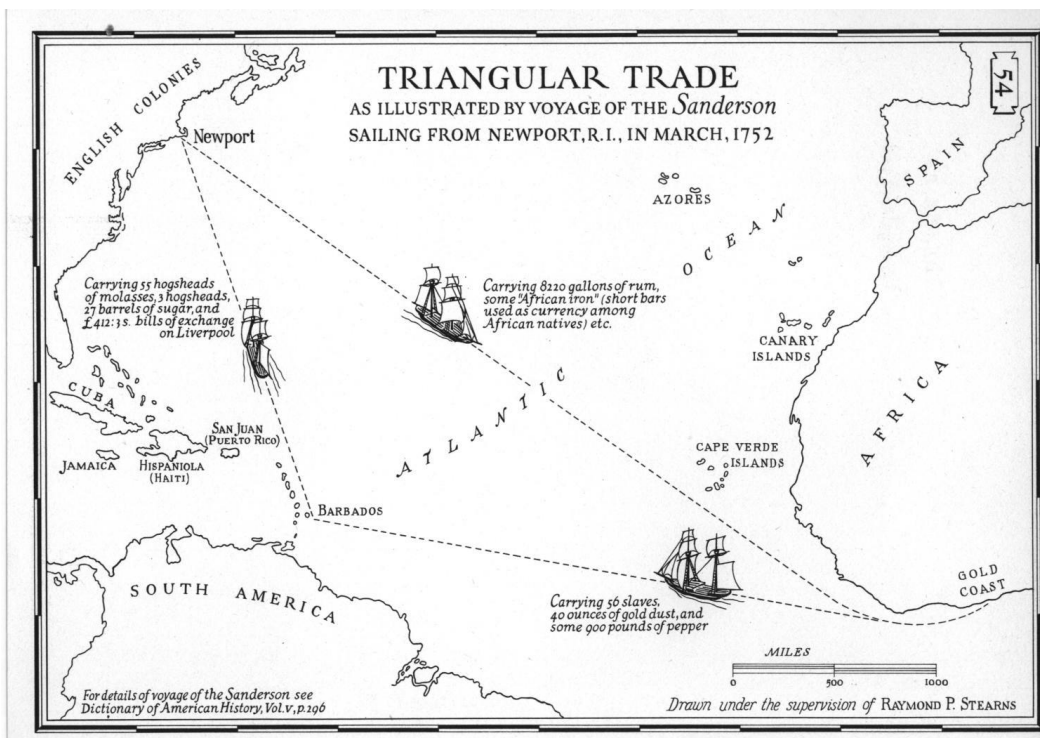 TRIANGULAR TRADE
AS ILLUSTRATED BY VOYAGE OF THE Sanderson
SAILING FROM NEWPORT, R.I., IN MARCH, 1752
54
ENGLISH COLONIES
Newport
SPAIN
AZORES
OCEAN
Carrying 55 hogsheads
of molasses, 3 hogsheads,
27 barrels of sugar, and
£412:3 s. bills of exchange
on Liverpool
Carrying 8220 gallons of rum,
some "African iron" (short bars
used as currency among
African natives) etc.
CANARY
ISLANDS
AFRICA
ATLANTIC
CUBA
SAN JUAN
(PUERTO RICO)
JAMAICA
HISPANIOLA
(HAITI)
CAPE VERDE
ISLANDS
BARBADOS
SOUTH AMERICA
GOLD
COAST
Carrying 56 slaves,
40 ounces of gold dust, and
some 900 pounds of pepper
MILES
0 500 1000
For details of voyage of the Sanderson see
Dictionary of American History, Vol. V, p. 296
Drawn under the supervision of RAYMOND P. STEARNS